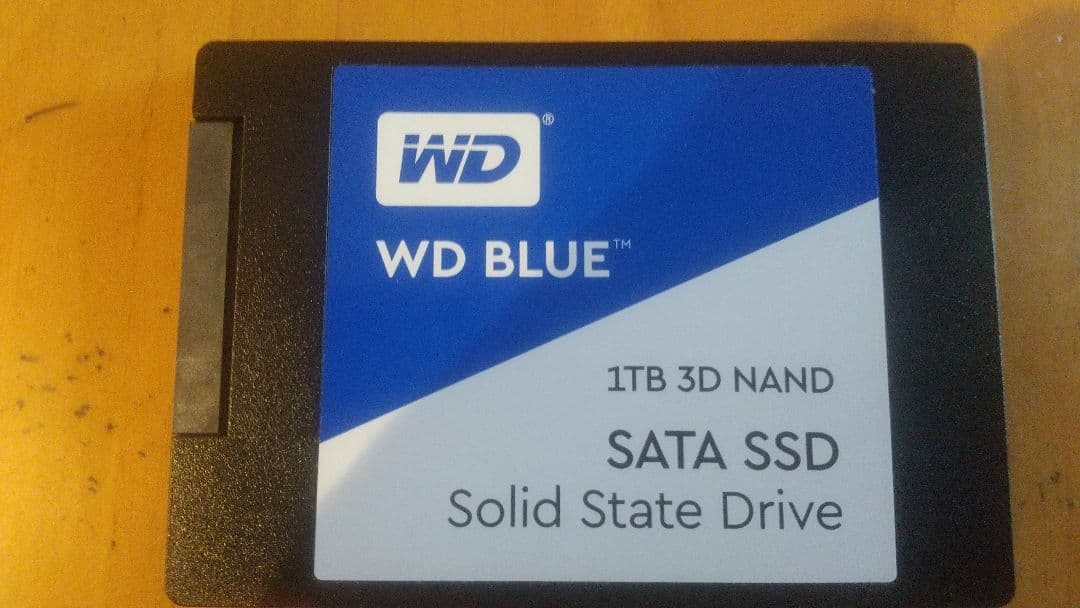 WD®
WD BLUE™
1TB 3D NAND
SATA SSD
Solid State Drive